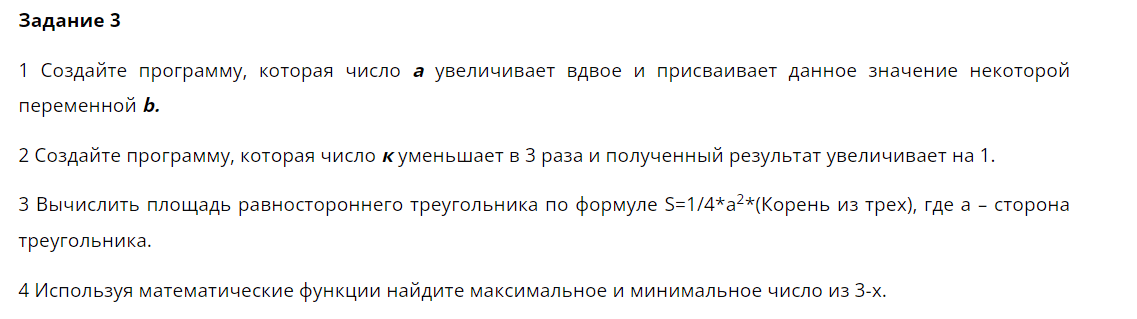 Задание 3
1 Создайте программу, которая число а увеличивает вдвое и присваивает данное значение некоторой
переменной b.
2 Создайте программу, которая число к уменьшает в 3 раза и полученный результат увеличивает на 1.
3 Вычислить площадь равностороннего треугольника по формуле S=1/4*a²*(Корень из трех), где а – сторона
треугольника.
4 Используя математические функции найдите максимальное и минимальное число из 3-х.